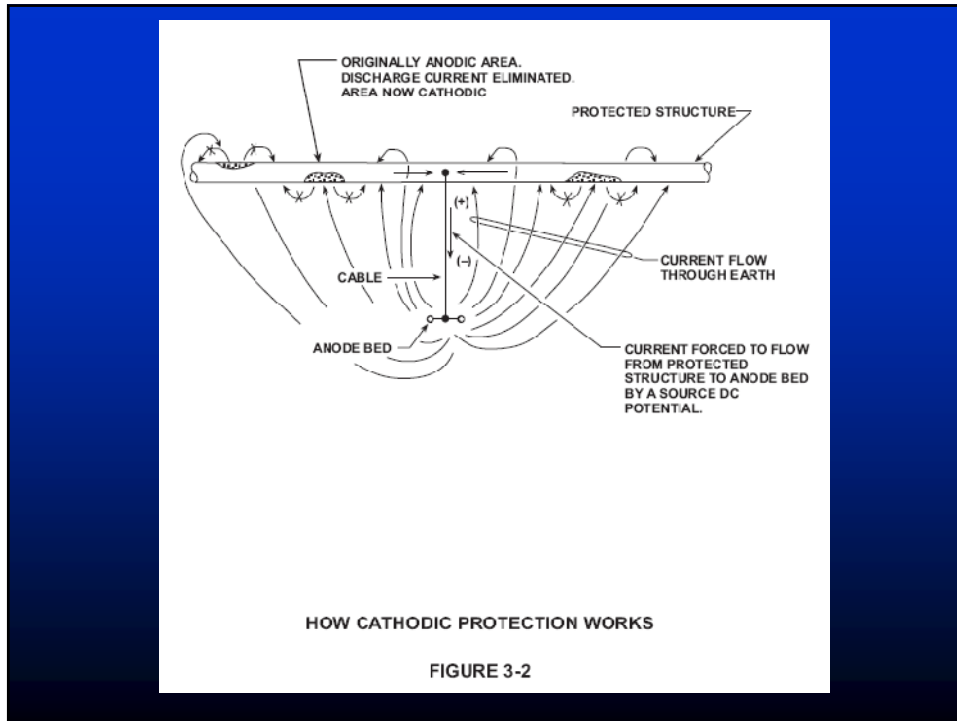 ORIGINALLY ANODIC AREA.
DISCHARGE CURRENT ELIMINATED.
AREA NOW CATHODIC
PROTECTED STRUCTURE
(+)
(–)
CABLE
CURRENT FLOW
THROUGH EARTH
ANODE BED
CURRENT FORCED TO FLOW
FROM PROTECTED
STRUCTURE TO ANODE BED
BY A SOURCE DC
POTENTIAL.
HOW CATHODIC PROTECTION WORKS
FIGURE 3-2